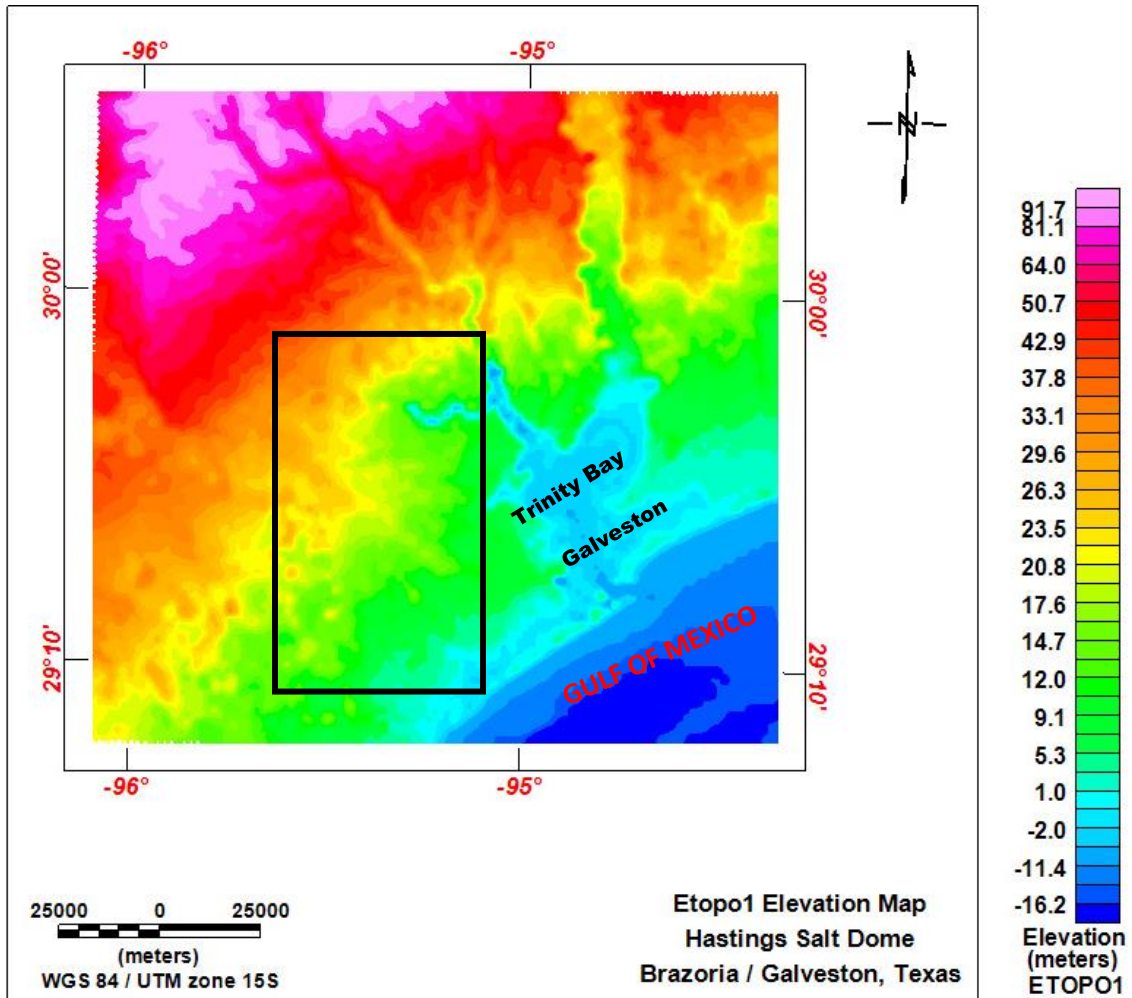 -96°
-95°
30°00'
30°00'
29°10'
29°10'
-96°
-95°
Trinity Bay
Galveston
GULF OF MEXICO
N
25000 0 25000
(meters)
WGS 84 / UTM zone 15S
Etopo1 Elevation Map
Hastings Salt Dome
Brazoria / Galveston, Texas
91.7
81.1
64.0
50.7
42.9
37.8
33.1
29.6
26.3
23.5
20.8
17.6
14.7
12.0
9.1
5.3
1.0
-2.0
-11.4
-16.2
Elevation
(meters)
ETOPO1